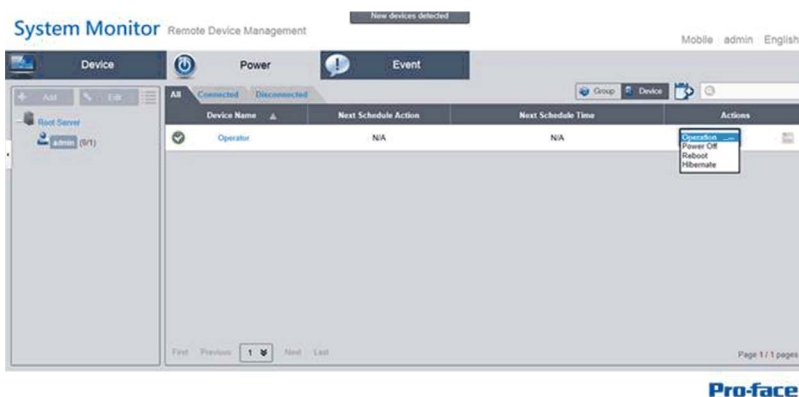 New devices detected
System Monitor Remote Device Management
Mobile admin English
Device Power Event
Add Edit
All Connected Disconnected
Group Device
Root Server
admin (0/1)
Device Name Next Schedule Action Next Schedule Time Actions
Operator N/A N/A Operation ...
Power Off
Reboot
Hibernate
First Previous 1 Next Last
Page 1 / 1 pages
Pro-face